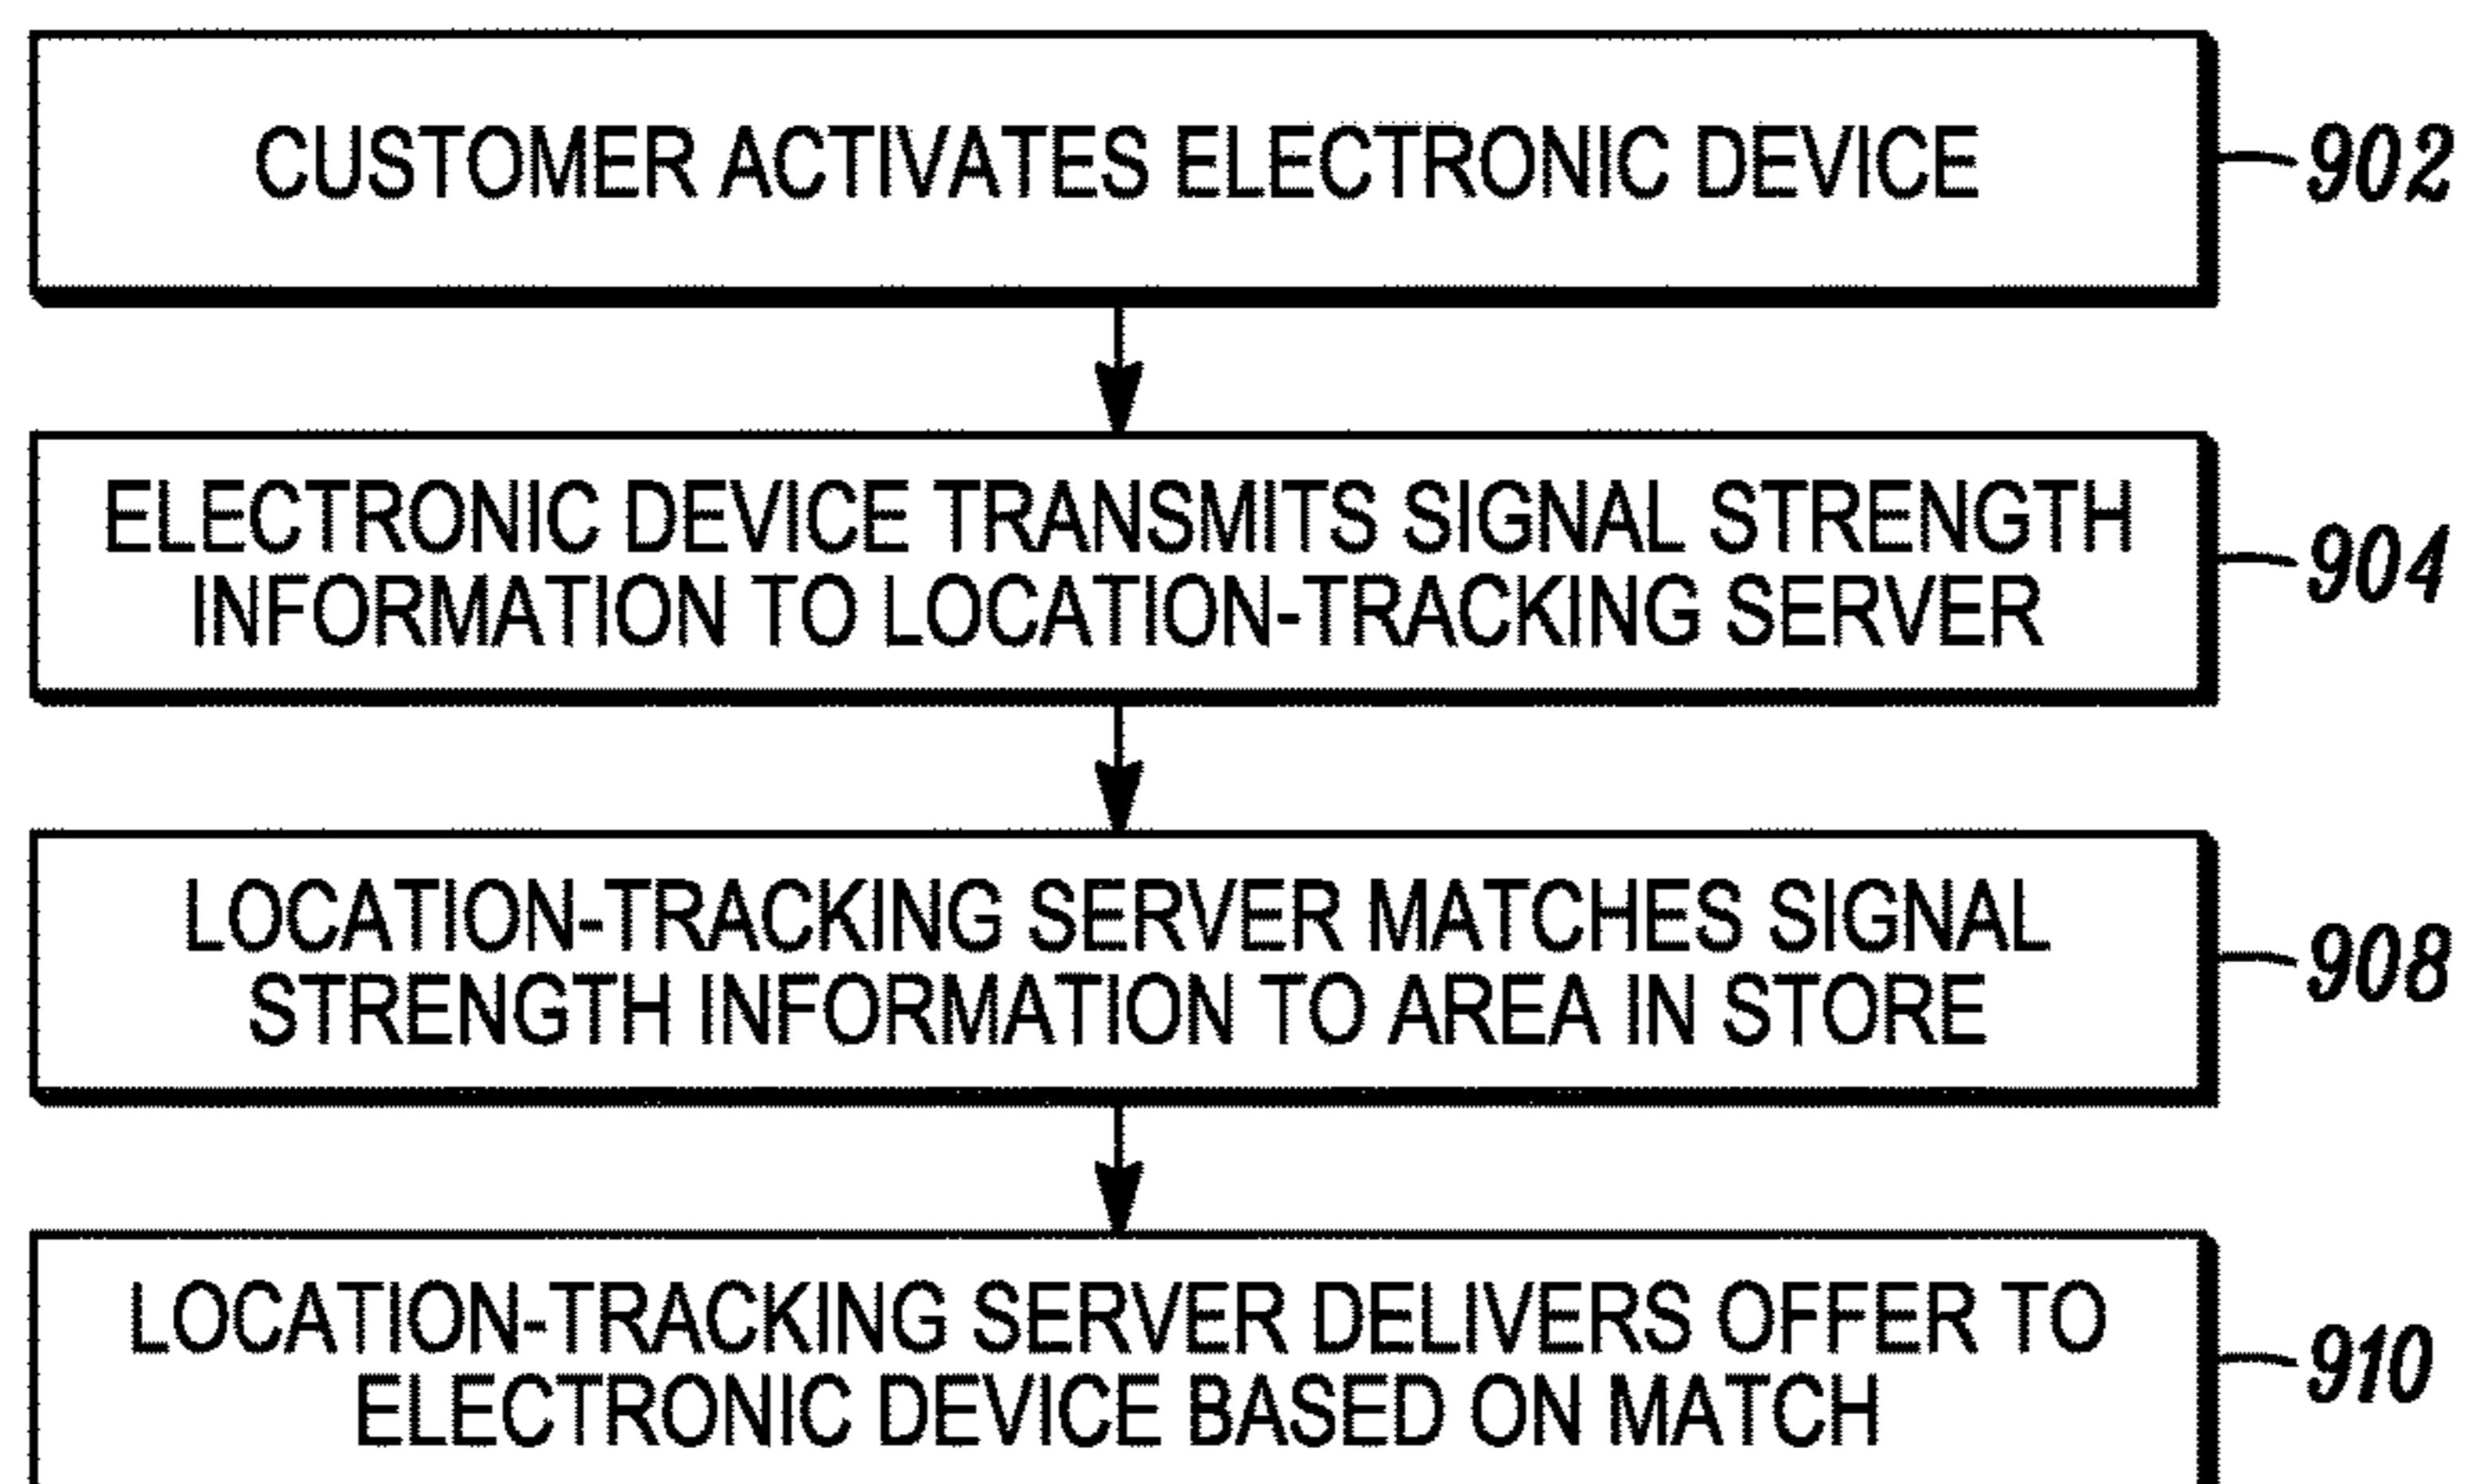 CUSTOMER ACTIVATES ELECTRONIC DEVICE
902
ELECTRONIC DEVICE TRANSMITS SIGNAL STRENGTH
INFORMATION TO LOCATION-TRACKING SERVER
904
LOCATION-TRACKING SERVER MATCHES SIGNAL
STRENGTH INFORMATION TO AREA IN STORE
908
LOCATION-TRACKING SERVER DELIVERS OFFER TO
ELECTRONIC DEVICE BASED ON MATCH
910